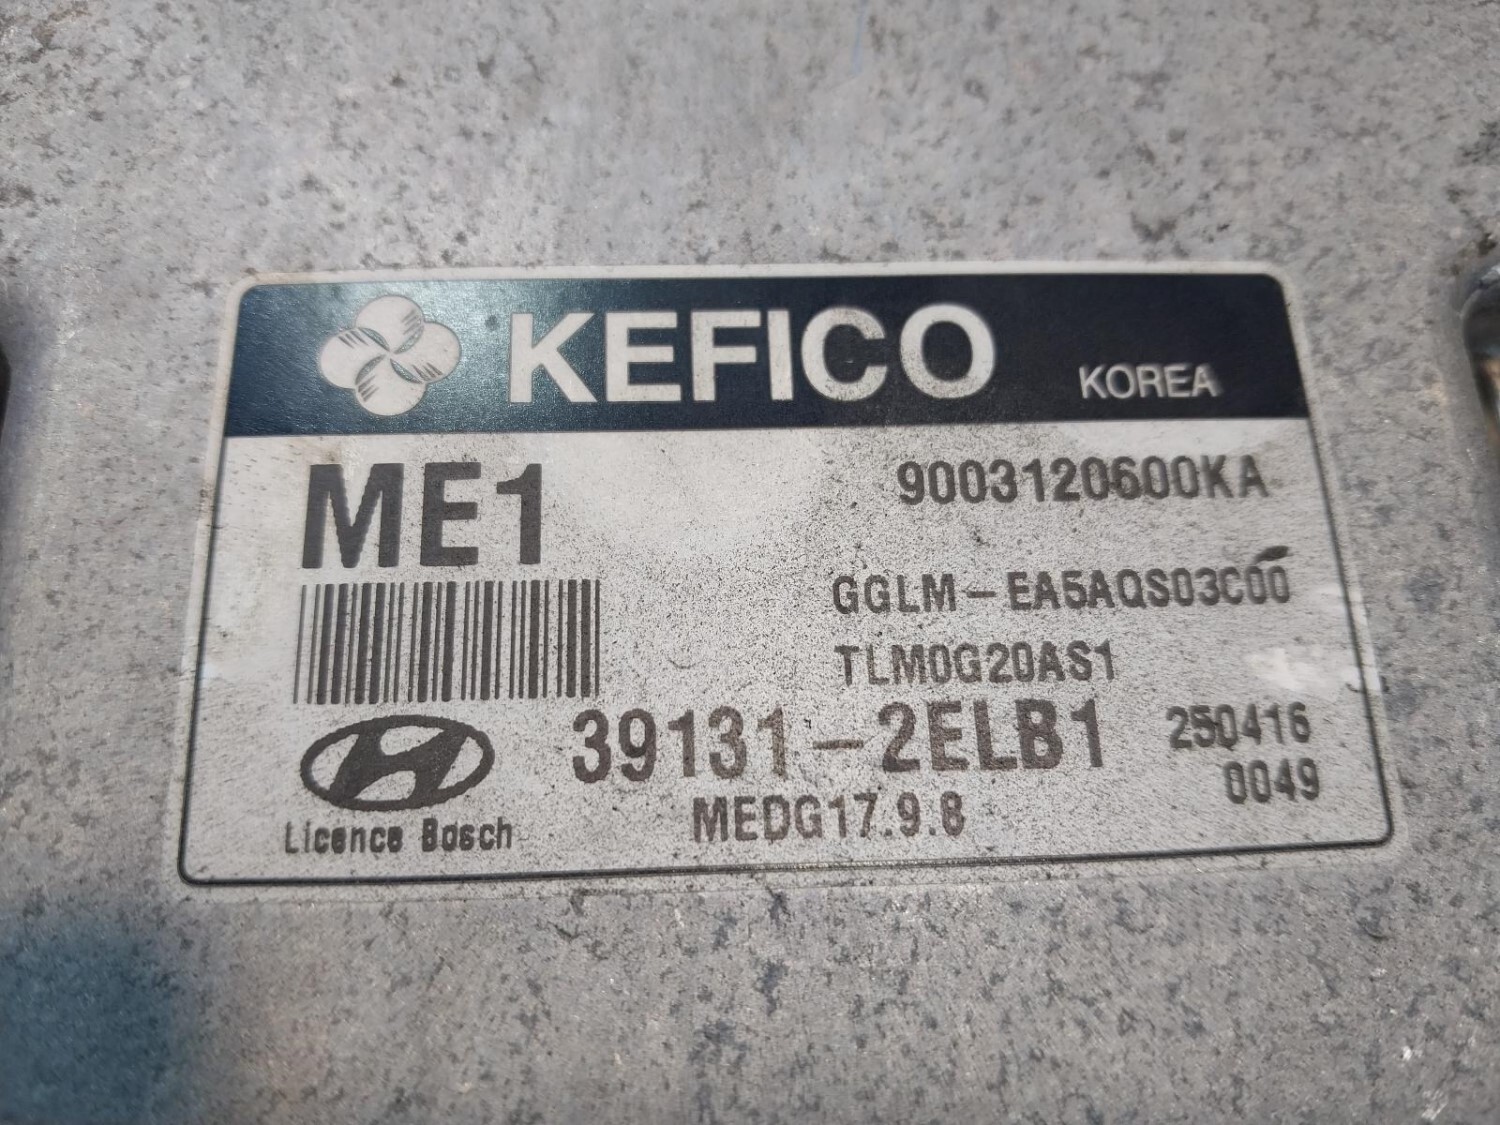 KEFICO KOREA
ME1
9003120600KA
GGLM-EA5AQS03C00
TLM0G20AS1
39131-2ELB1 250416
0049
Licence Bosch MEDG17.9.8